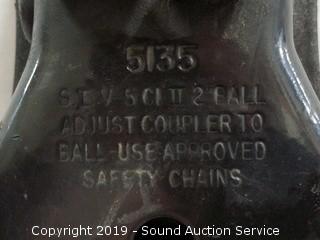 5135
S.E.V-5 Cl II 2 BALL
ADJUST COUPLER TO
BALL-USE APPROVED
SAFETY CHAINS
Copyright 2019 - Sound Auction Service